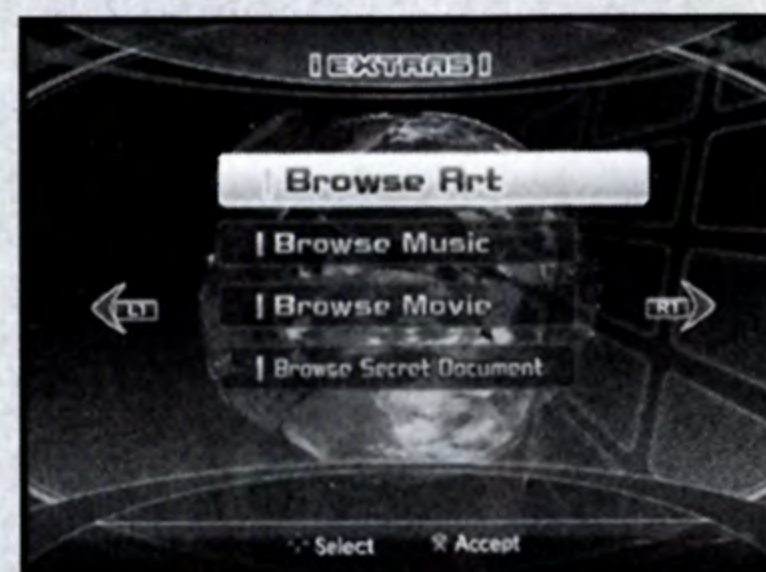 EXTRAS
Browse Art
Browse Music
L1
Browse Movie
R1
Browse Secret Document
Select Accept